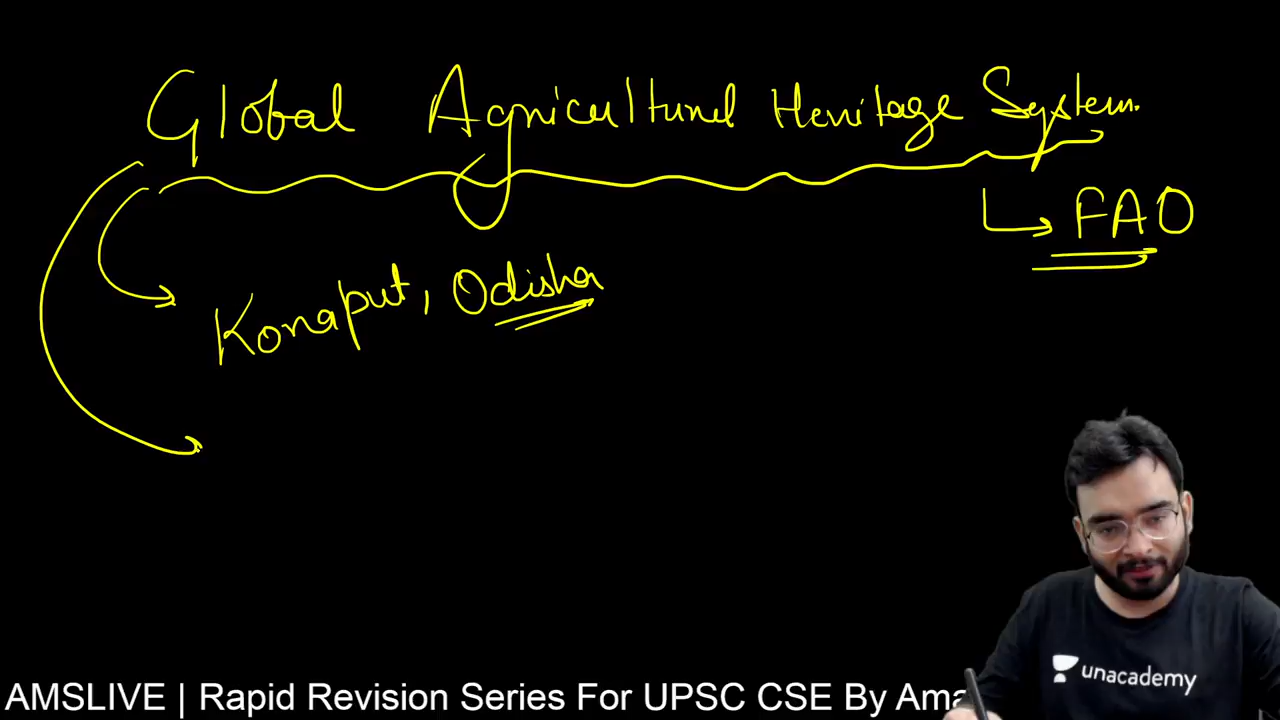 Global Agricultural Heritage System.
FAO
Koraput, Odisha
unacademy
AMSLIVE | Rapid Revision Series For UPSC CSE By Ama